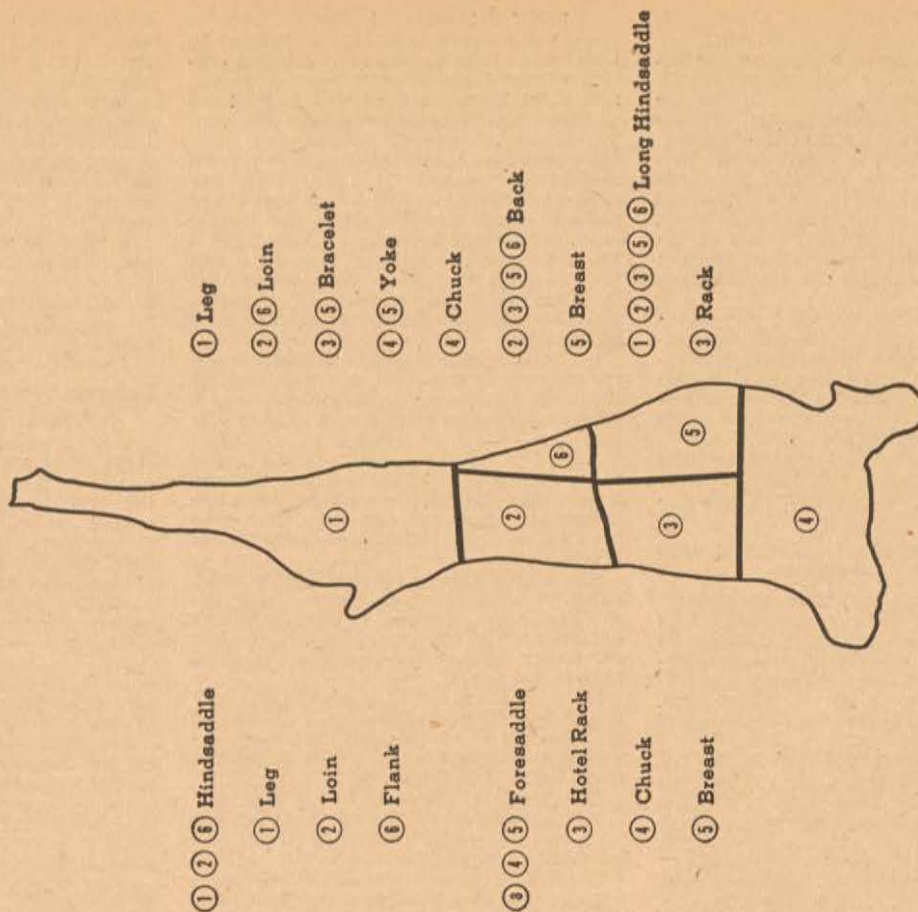 ① ② ⑥ Hindsaddle
① Leg
② Loin
⑥ Flank
③ ④ ⑤ Foresaddle
③ Hotel Rack
④ Chuck
⑤ Breast
①
②
③
④
⑤
⑥
① Leg
② ⑥ Loin
③ ⑤ Bracelet
④ ⑤ Yoke
④ Chuck
② ③ ⑤ ⑥ Back
⑤ Breast
① ② ③ ⑤ ⑥ Long Hindsaddle
③ Rack